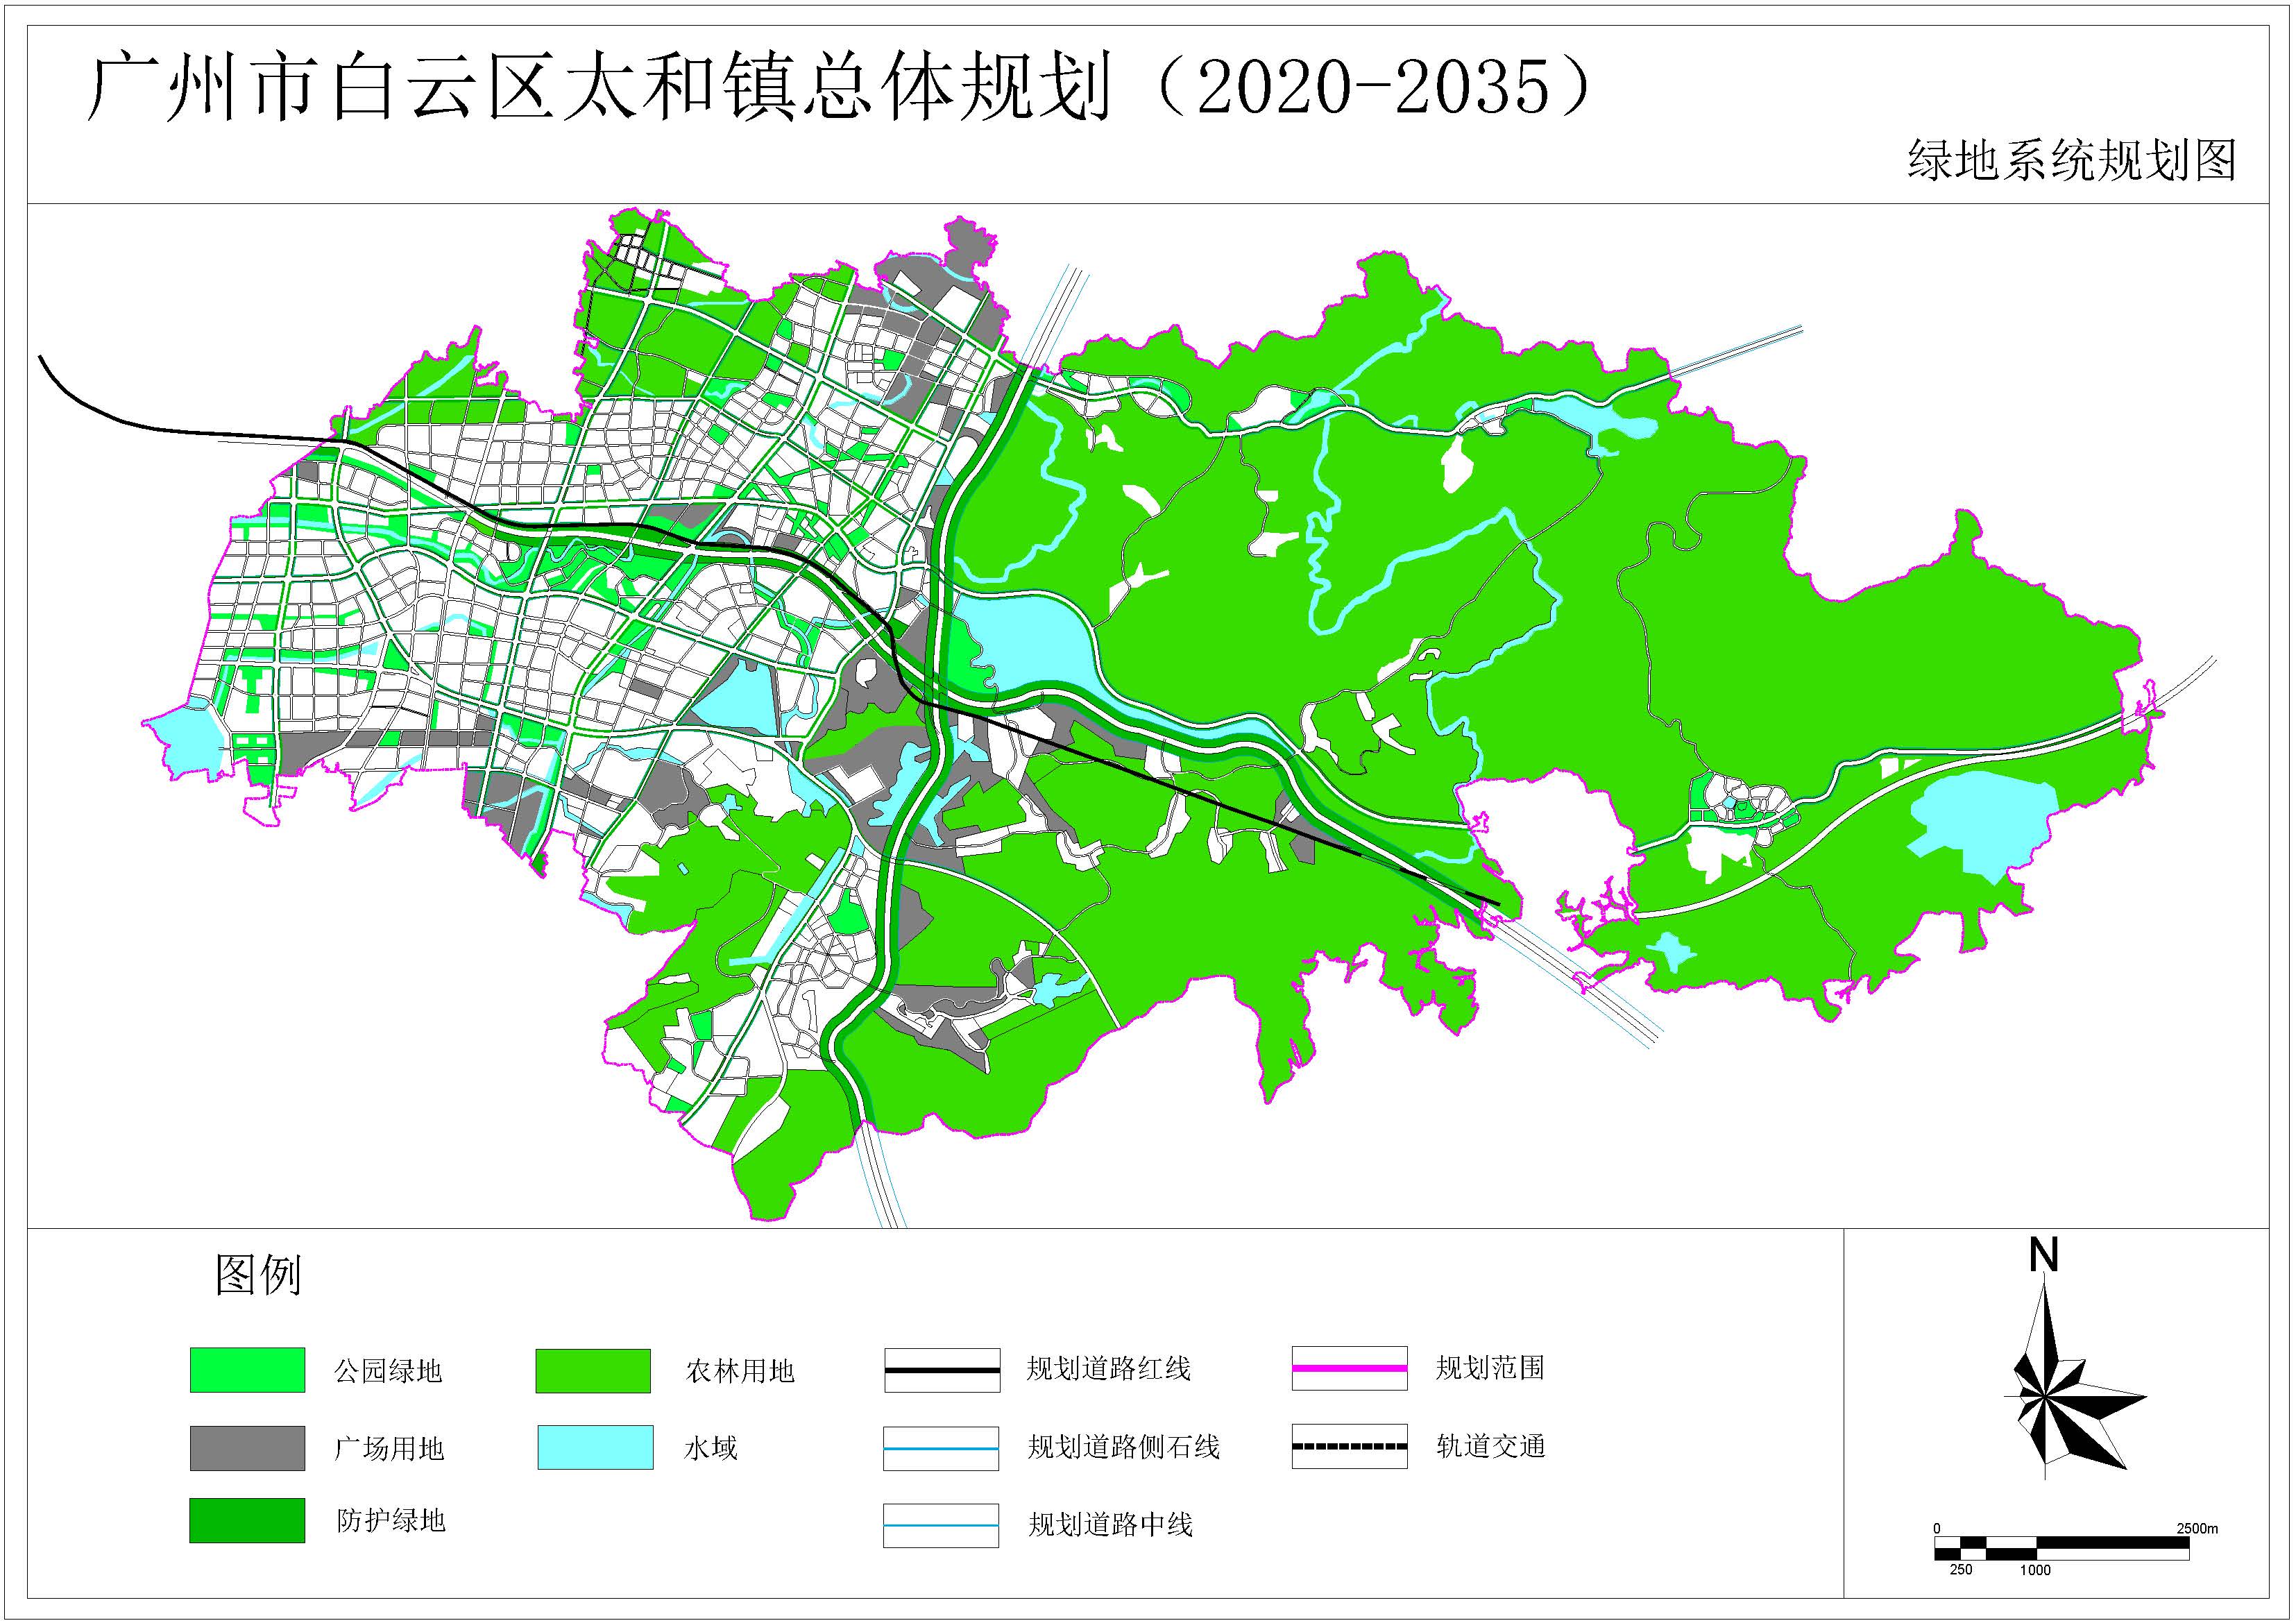 广州市白云区太和镇总体规划（2020-2035）
绿地系统规划图
图例
公园绿地
农林用地
规划道路红线
规划范围
广场用地
水域
规划道路侧石线
轨道交通
防护绿地
规划道路中线
N
0
2500m
250
1000